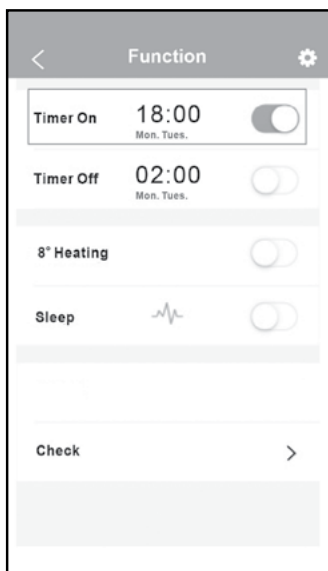 Function
Timer On
18:00
Mon. Tues.
Timer Off
02:00
Mon. Tues.
8° Heating
Sleep
Check